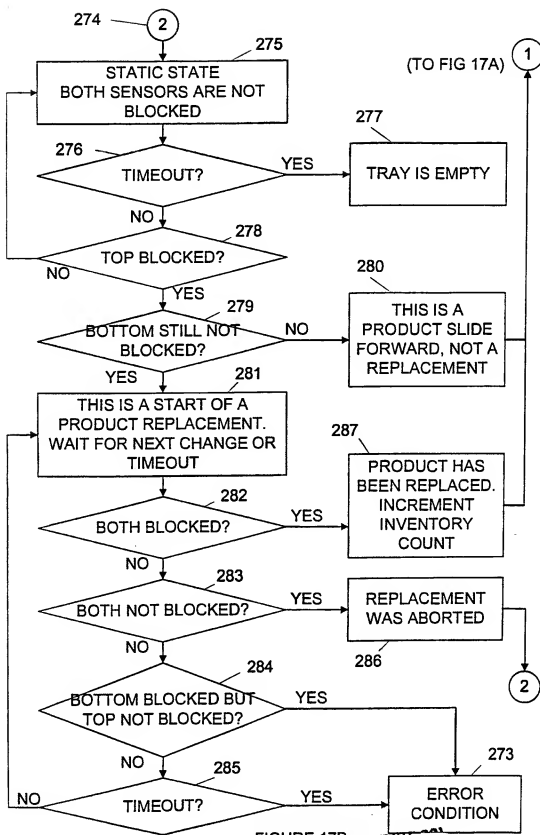 274
2
275
STATIC STATE
BOTH SENSORS ARE NOT
BLOCKED
(TO FIG 17A)
1
276
TIMEOUT?
YES
277
TRAY IS EMPTY
NO
278
TOP BLOCKED?
NO
YES
279
BOTTOM STILL NOT
BLOCKED?
NO
280
THIS IS A
PRODUCT SLIDE
FORWARD, NOT A
REPLACEMENT
YES
281
THIS IS A START OF A
PRODUCT REPLACEMENT.
WAIT FOR NEXT CHANGE OR
TIMEOUT
282
BOTH BLOCKED?
YES
287
PRODUCT HAS
BEEN REPLACED.
INCREMENT
INVENTORY
COUNT
NO
283
BOTH NOT BLOCKED?
YES
REPLACEMENT
WAS ABORTED
286
2
NO
284
BOTTOM BLOCKED BUT
TOP NOT BLOCKED?
YES
NO
285
TIMEOUT?
NO
YES
273
ERROR
CONDITION
FIGURE 17B